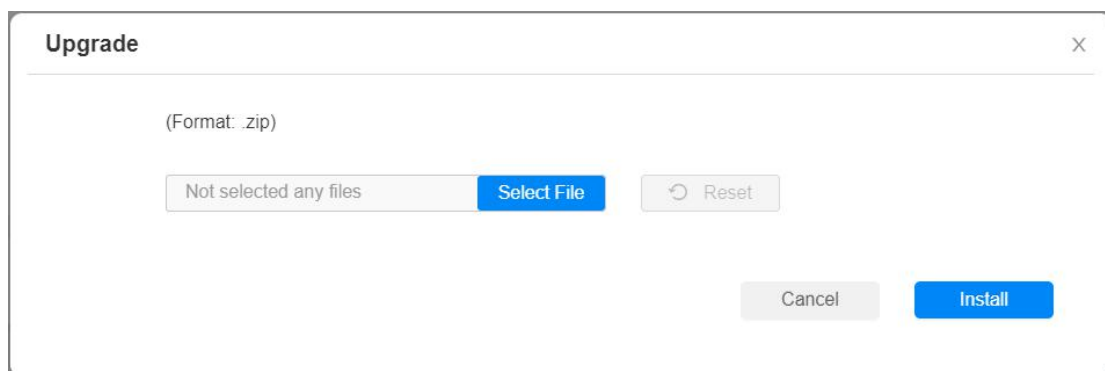 Upgrade
X
(Format: .zip)
Not selected any files Select File Reset
Cancel Install